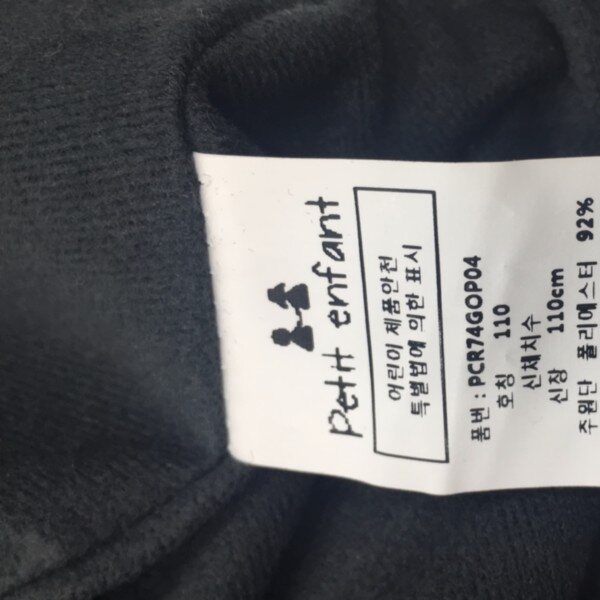 petit enfant
어린이 제품안전
특별법에 의한 표시
품번 : PCR74GOP04
호칭 110
신체치수
신장 110cm
주원단 폴리에스터 92%